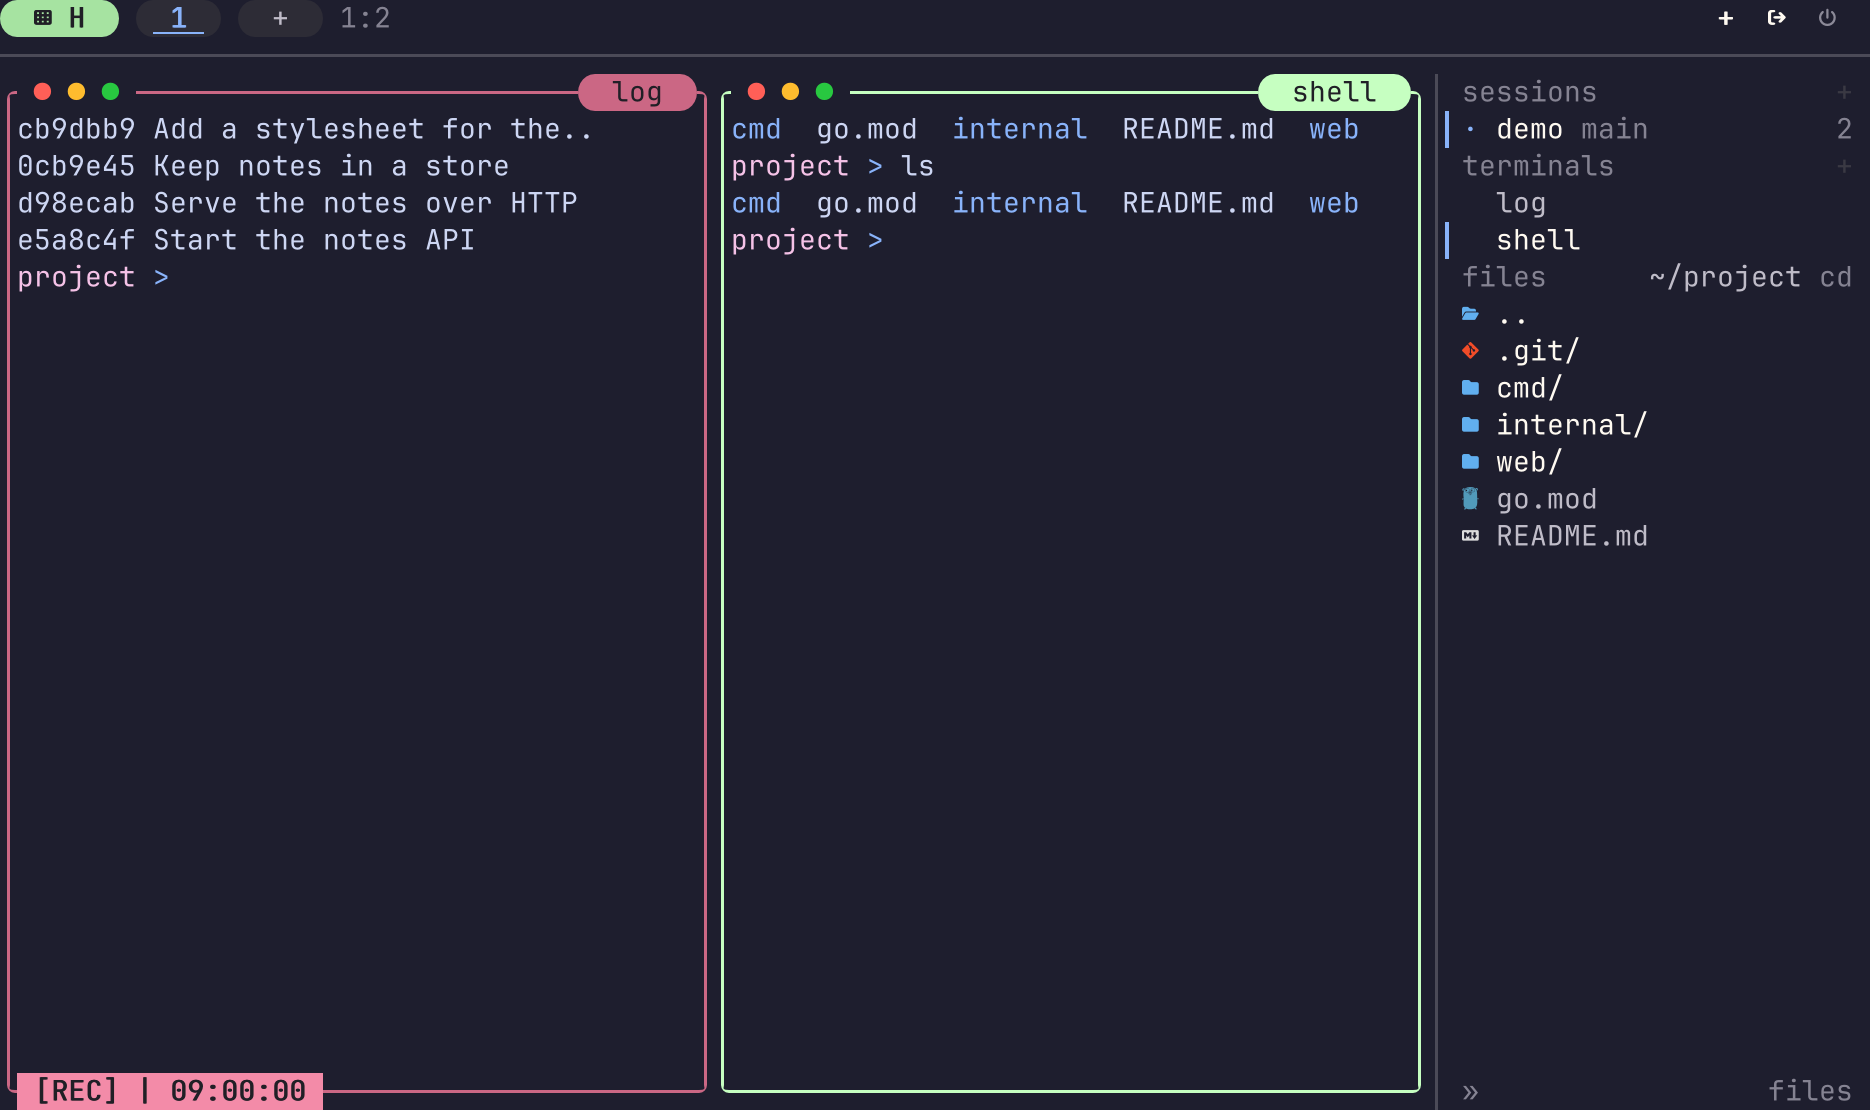 H 1 + 1:2 +
log
cb9dbb9 Add a stylesheet for the..
0cb9e45 Keep notes in a store
d98ecab Serve the notes over HTTP
e5a8c4f Start the notes API
project >
[REC] | 09:00:00
shell
cmd go.mod internal README.md web
project > ls
cmd go.mod internal README.md web
project >
sessions +
· demo main 2
terminals +
log
shell
files ~/project cd
..
.git/
cmd/
internal/
web/
go.mod
README.md
» files